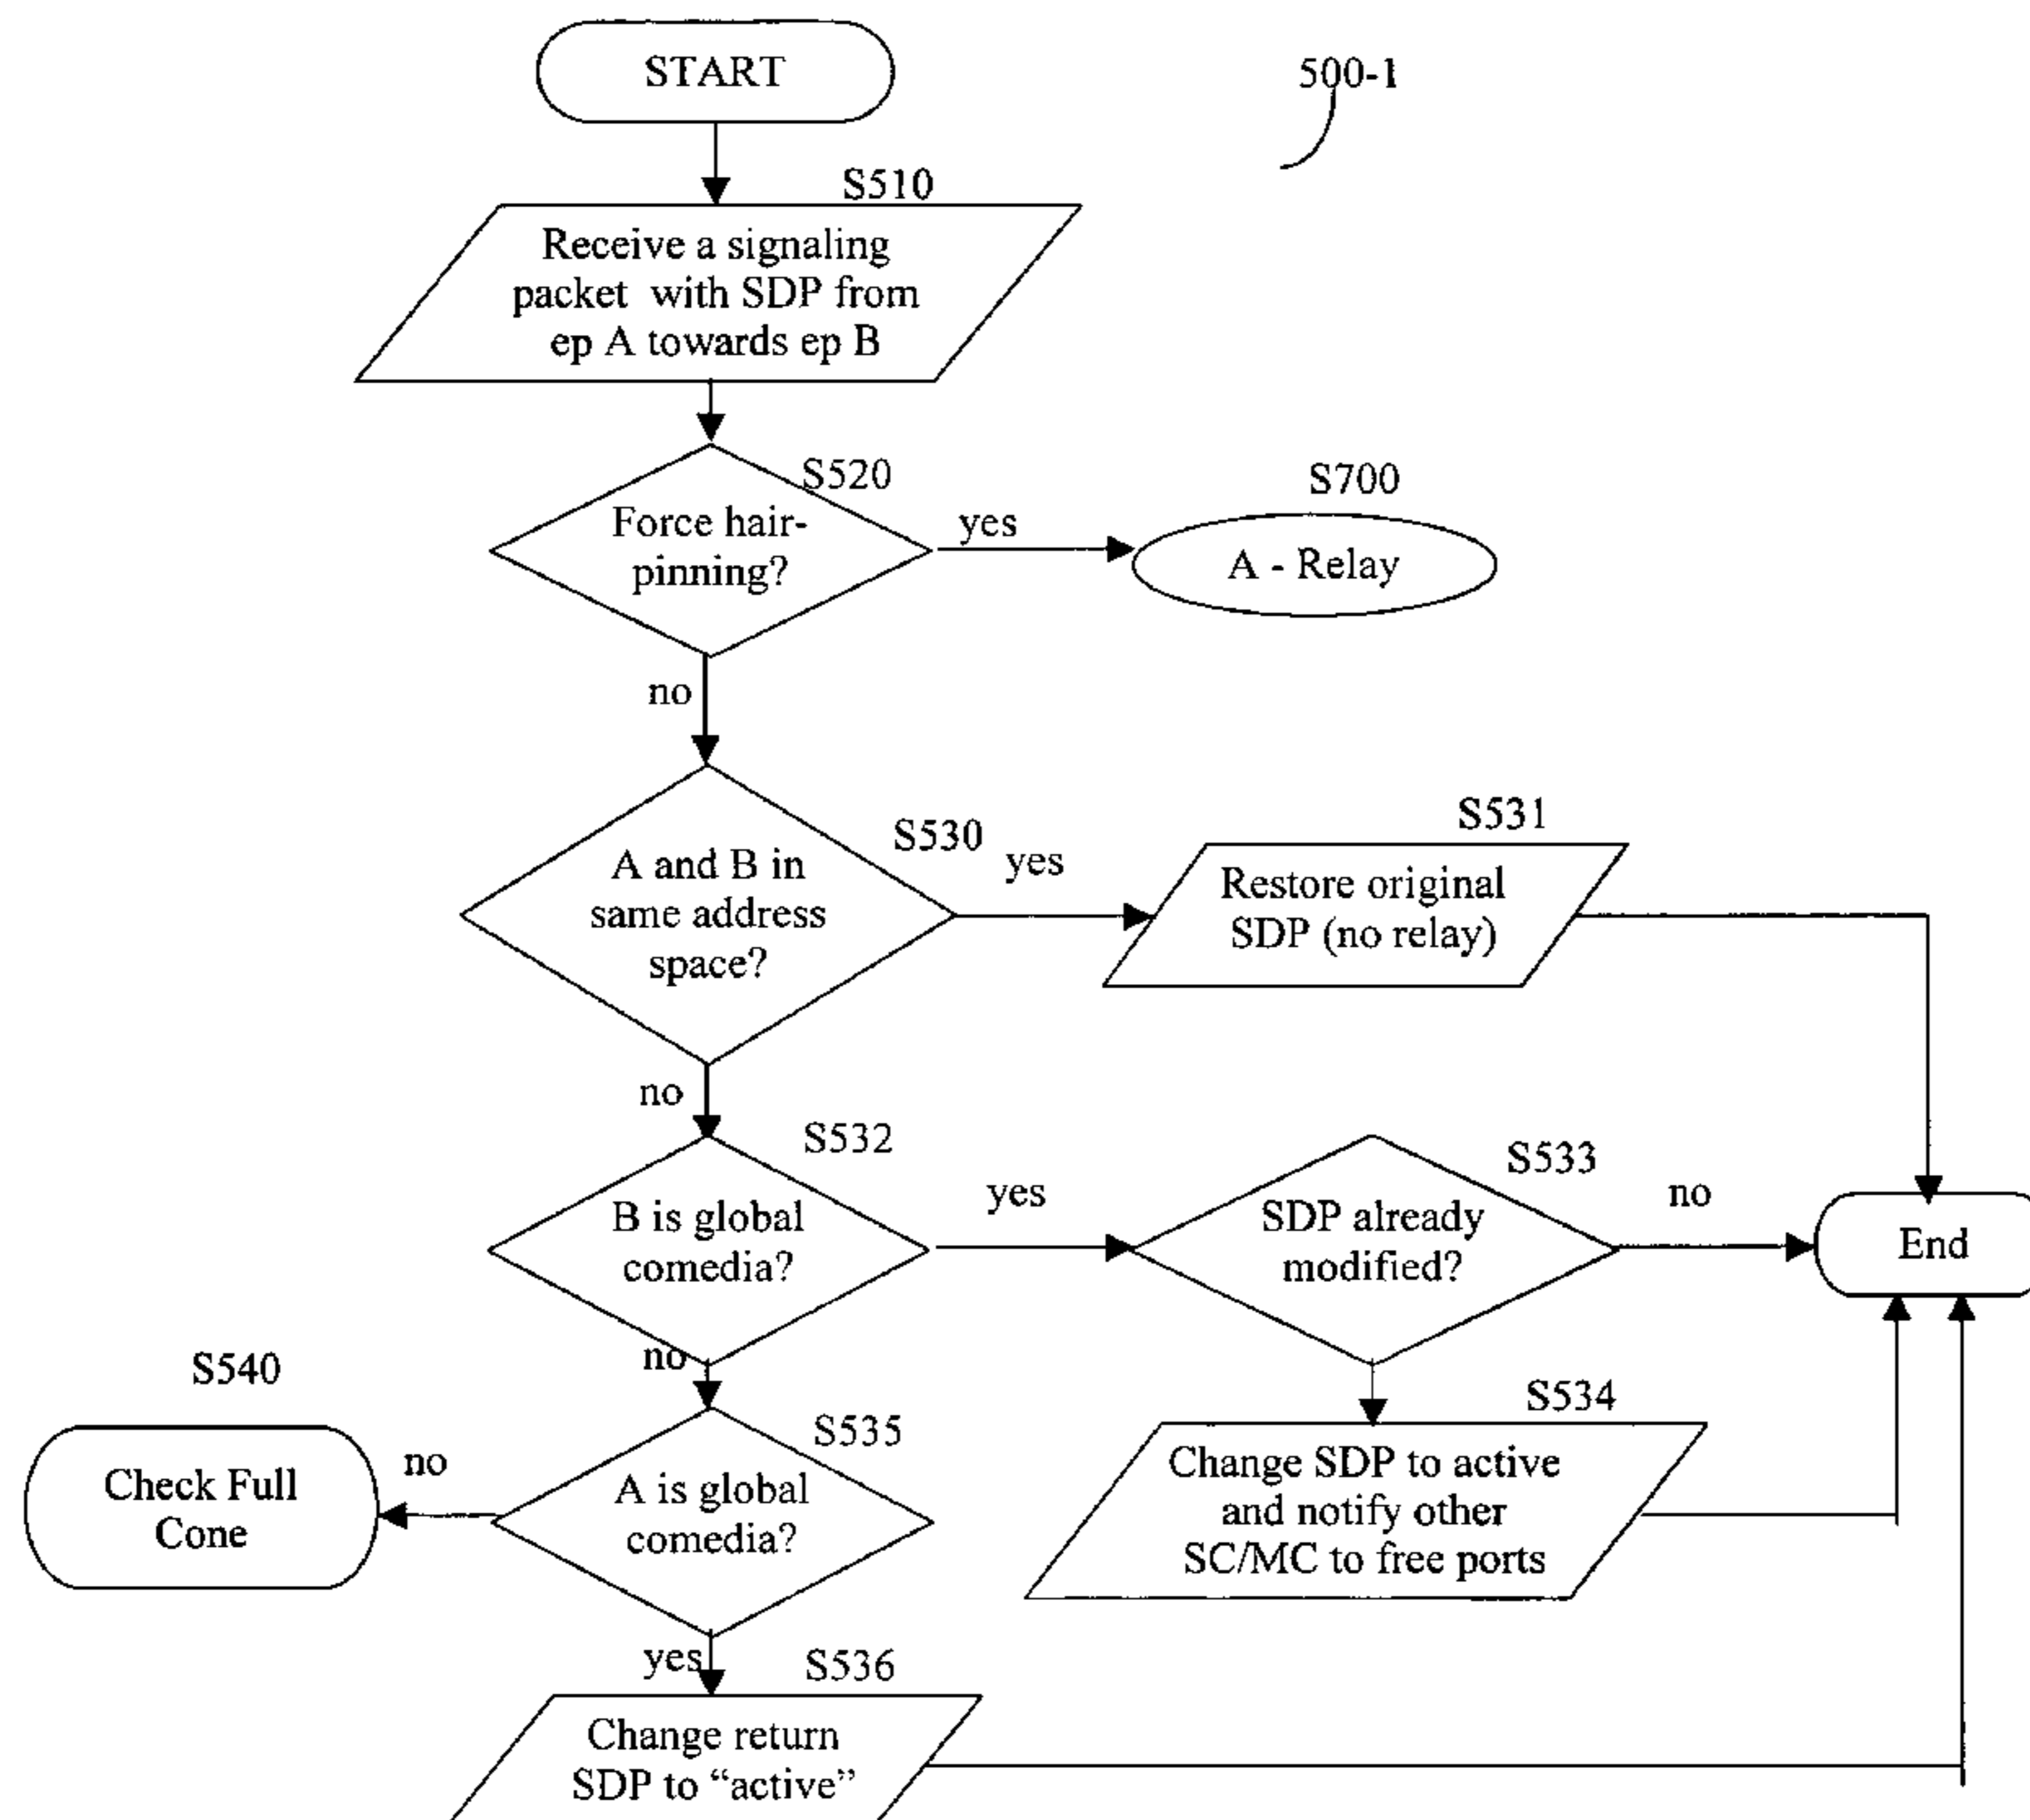 START
500-1
S510
Receive a signaling
packet with SDP from
ep A towards ep B
S520
Force hair-
pinning?
yes
S700
A - Relay
no
S530
A and B in
same address
space?
yes
S531
Restore original
SDP (no relay)
no
S532
B is global
comedia?
yes
S533
SDP already
modified?
no
End
no
S540
Check Full
Cone
no
S535
A is global
comedia?
S534
Change SDP to active
and notify other
SC/MC to free ports
yes
S536
Change return
SDP to “active”